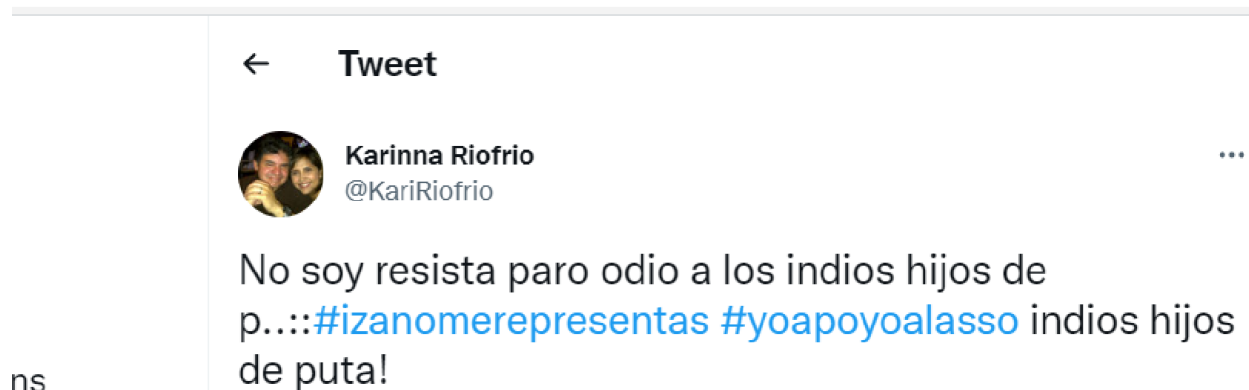 Tweet
Karinna Riofrio
@KariRiofrio
No soy resista paro odio a los indios hijos de
p..::#izanomerepresentas #yoapoyoalasso indios hijos
de puta!
ns